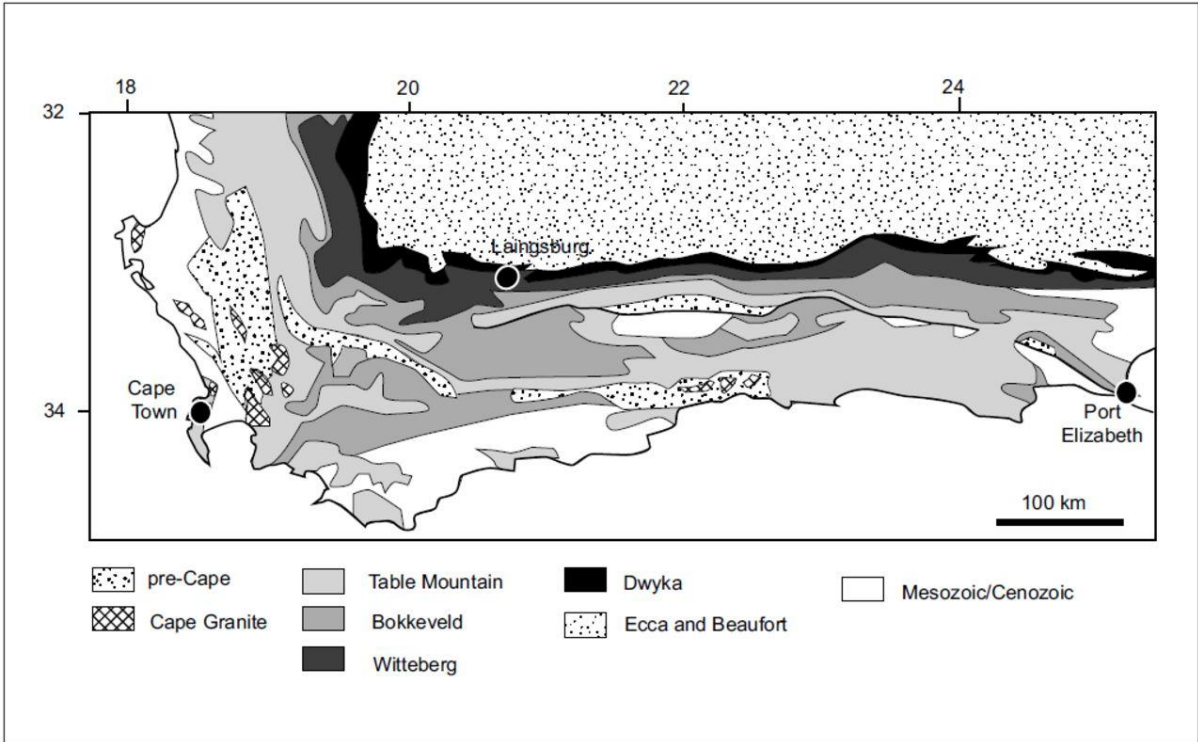 18
20
22
24
32
Laingsburg
Cape
Town
34
Port
Elizabeth
100 km
pre-Cape
Table Mountain
Dwyka
Mesozoic/Cenozoic
Cape Granite
Bokkeveld
Ecca and Beaufort
Witteberg